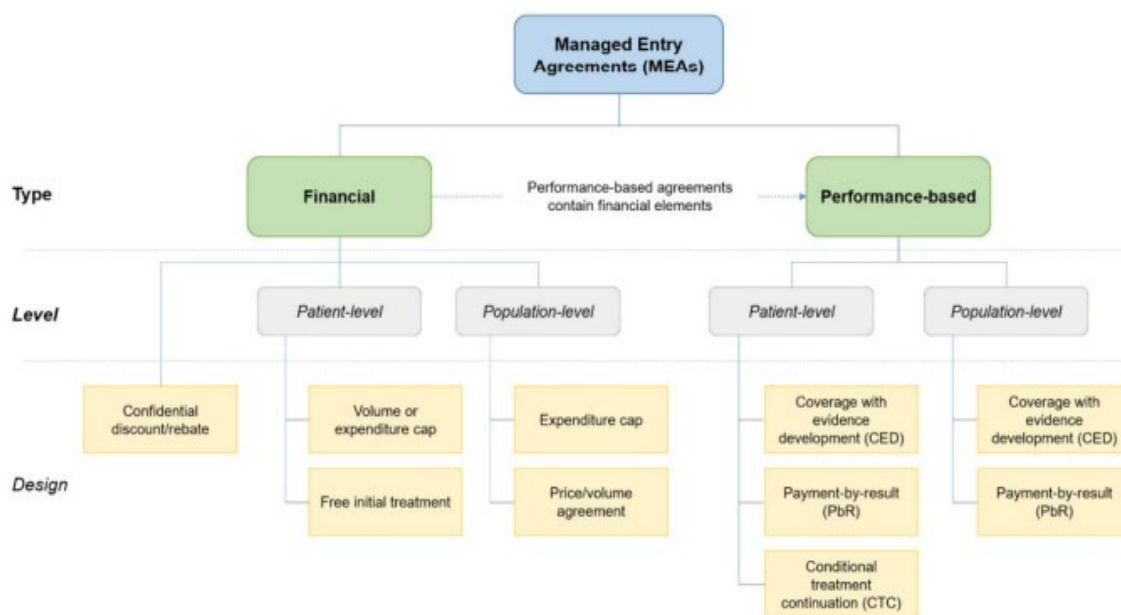 Managed Entry
Agreements (MEAs)
Type
Financial
Performance-based agreements
contain financial elements
Performance-based
Level
Patient-level
Population-level
Patient-level
Population-level
Design
Confidential
discount/rebate
Volume or
expenditure cap
Expenditure cap
Coverage with
evidence
development (CED)
Coverage with
evidence
development (CED)
Free initial treatment
Price/volume
agreement
Payment-by-result
(PbR)
Payment-by-result
(PbR)
Conditional
treatment
continuation (CTC)